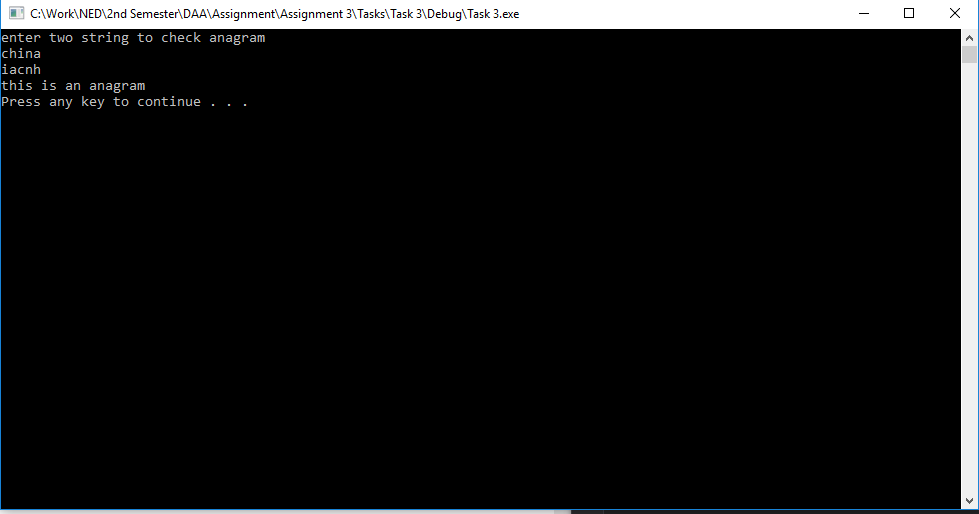 C:\Work\NED\2nd Semester\DAA\Assignment\Assignment 3\Tasks\Task 3\Debug\Task 3.exe
enter two string to check anagram
china
iacnh
this is an anagram
Press any key to continue . . .